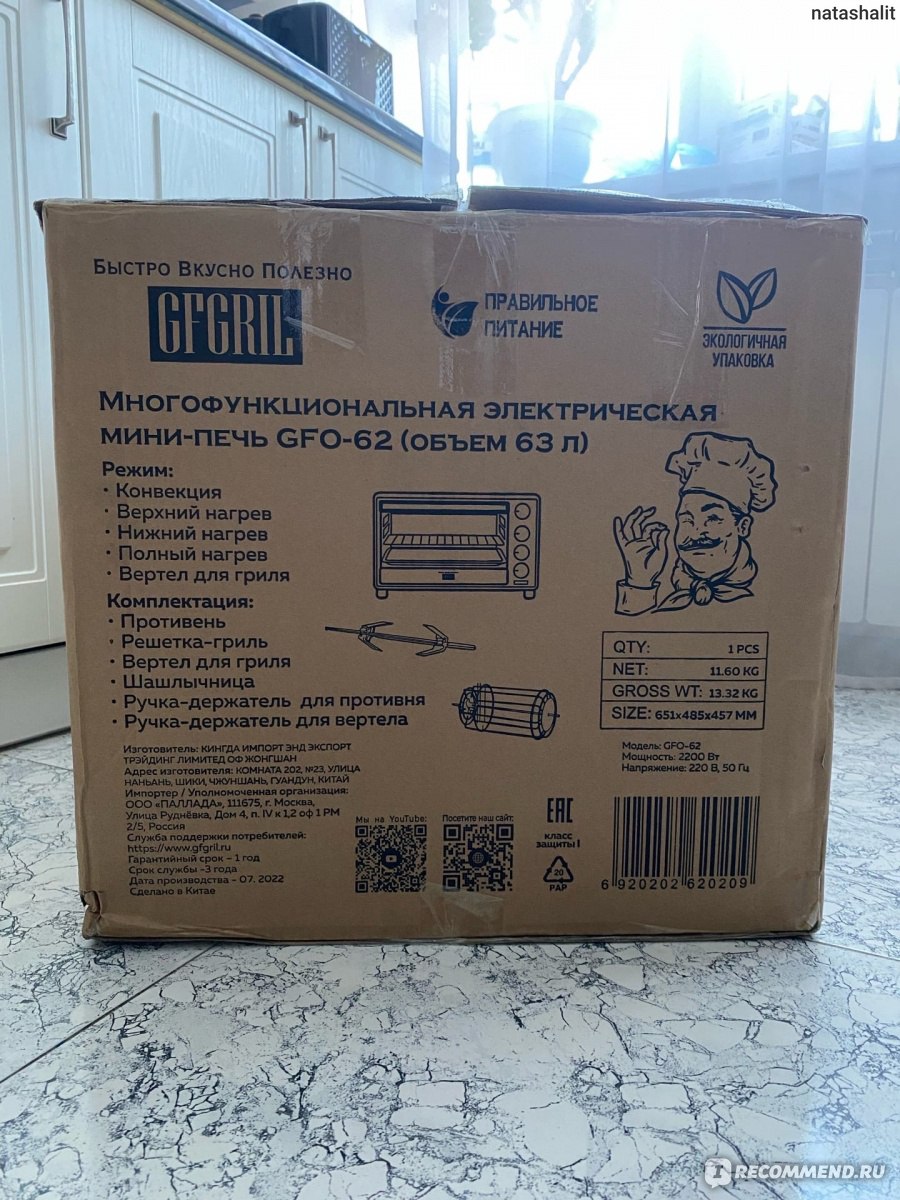 natashalit
Быстро Вкусно Полезно
GFGRIL
ПРАВИЛЬНОЕ
ПИТАНИЕ
ЭКОЛОГИЧНАЯ
УПАКОВКА
Многофункциональная электрическая
мини-печь GFO-62 (объем 63 л)
Режим:
· Конвекция
· Верхний нагрев
· Нижний нагрев
· Полный нагрев
· Вертел для гриля
Комплектация:
· Противень
· Решетка-гриль
· Вертел для гриля
· Шашлычница
· Ручка-держатель для противня
· Ручка-держатель для вертела
QTY: 1 PCS
NET: 11.60 KG
GROSS WT: 13.32 KG
SIZE: 651x485x457 MM
Изготовитель: КИНГДА ИМПОРТ ЭНД ЭКСПОРТ
ТРЭЙДИНГ ЛИМИТЕД ОФ ЖОНГШАН
Адрес изготовителя: КОМНАТА 202, №23, УЛИЦА
НАНЬАНЬ, ШИКИ, ЧЖУНШАНЬ, ГУАНДУН, КИТАЙ
Импортер / Уполномоченная организация:
ООО «ПАЛЛАДА», 111675, г. Москва,
Улица Руднёвка, Дом 4, п. IV к 1,2 оф 1 РМ
2/5, Россия
Служба поддержки потребителей:
https://www.gfgril.ru
Гарантийный срок – 1 год
Срок службы -3 года
Дата производства - 07. 2022
Сделано в Китае
Мы на YouTube:
Посетите наш сайт:
EAC
класс
защиты I
20
PAP
Модель: GFO-62
Мощность: 2200 Вт
Напряжение: 220 В, 50 Гц
6 920202 620209
RECOMMEND.RU